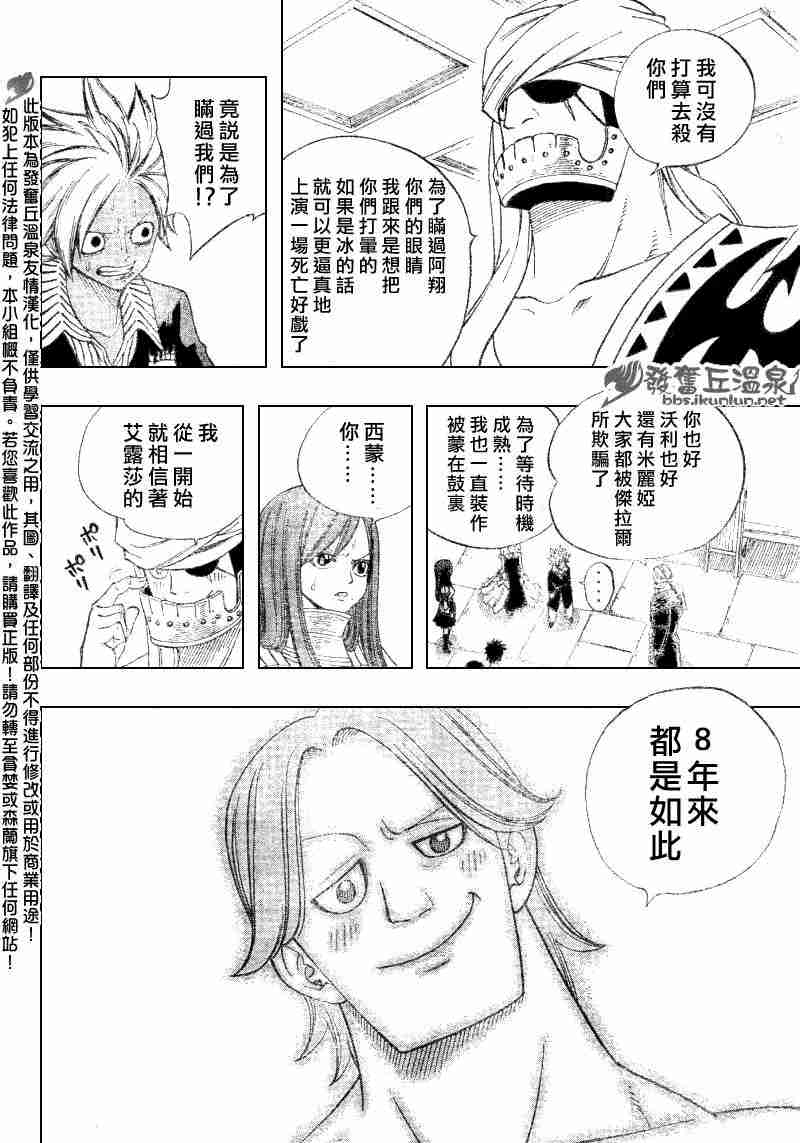 我可沒有
打算去殺
你們
為了瞞過阿翔
你們的眼睛
我跟來是想把
你們打暈的
如果是冰的話
就可以更逼真地
上演一場死亡好戲了
竟說是為了
瞞過我們!?
發奮丘溫泉
bbs.ikunlun.net
你也好
沃利也好
還有米麗婭
大家都被傑拉爾
所欺騙了
為了等待時機
成熟……
我也一直裝作
被蒙在鼓裏
…
西蒙……
你……
我
從一開始
就相信著
艾露莎的
ポリ
ポリ
8年來
都是如此
此版本為發奮丘溫泉友情漢化，僅供學習交流之用，其圖、翻譯及任何部份不得進行修改或用於商業用途！
如犯上任何法律問題，本小組概不負責。若您喜歡此作品，請購買正版！請勿轉至貪婪或森蘭旗下任何網站！